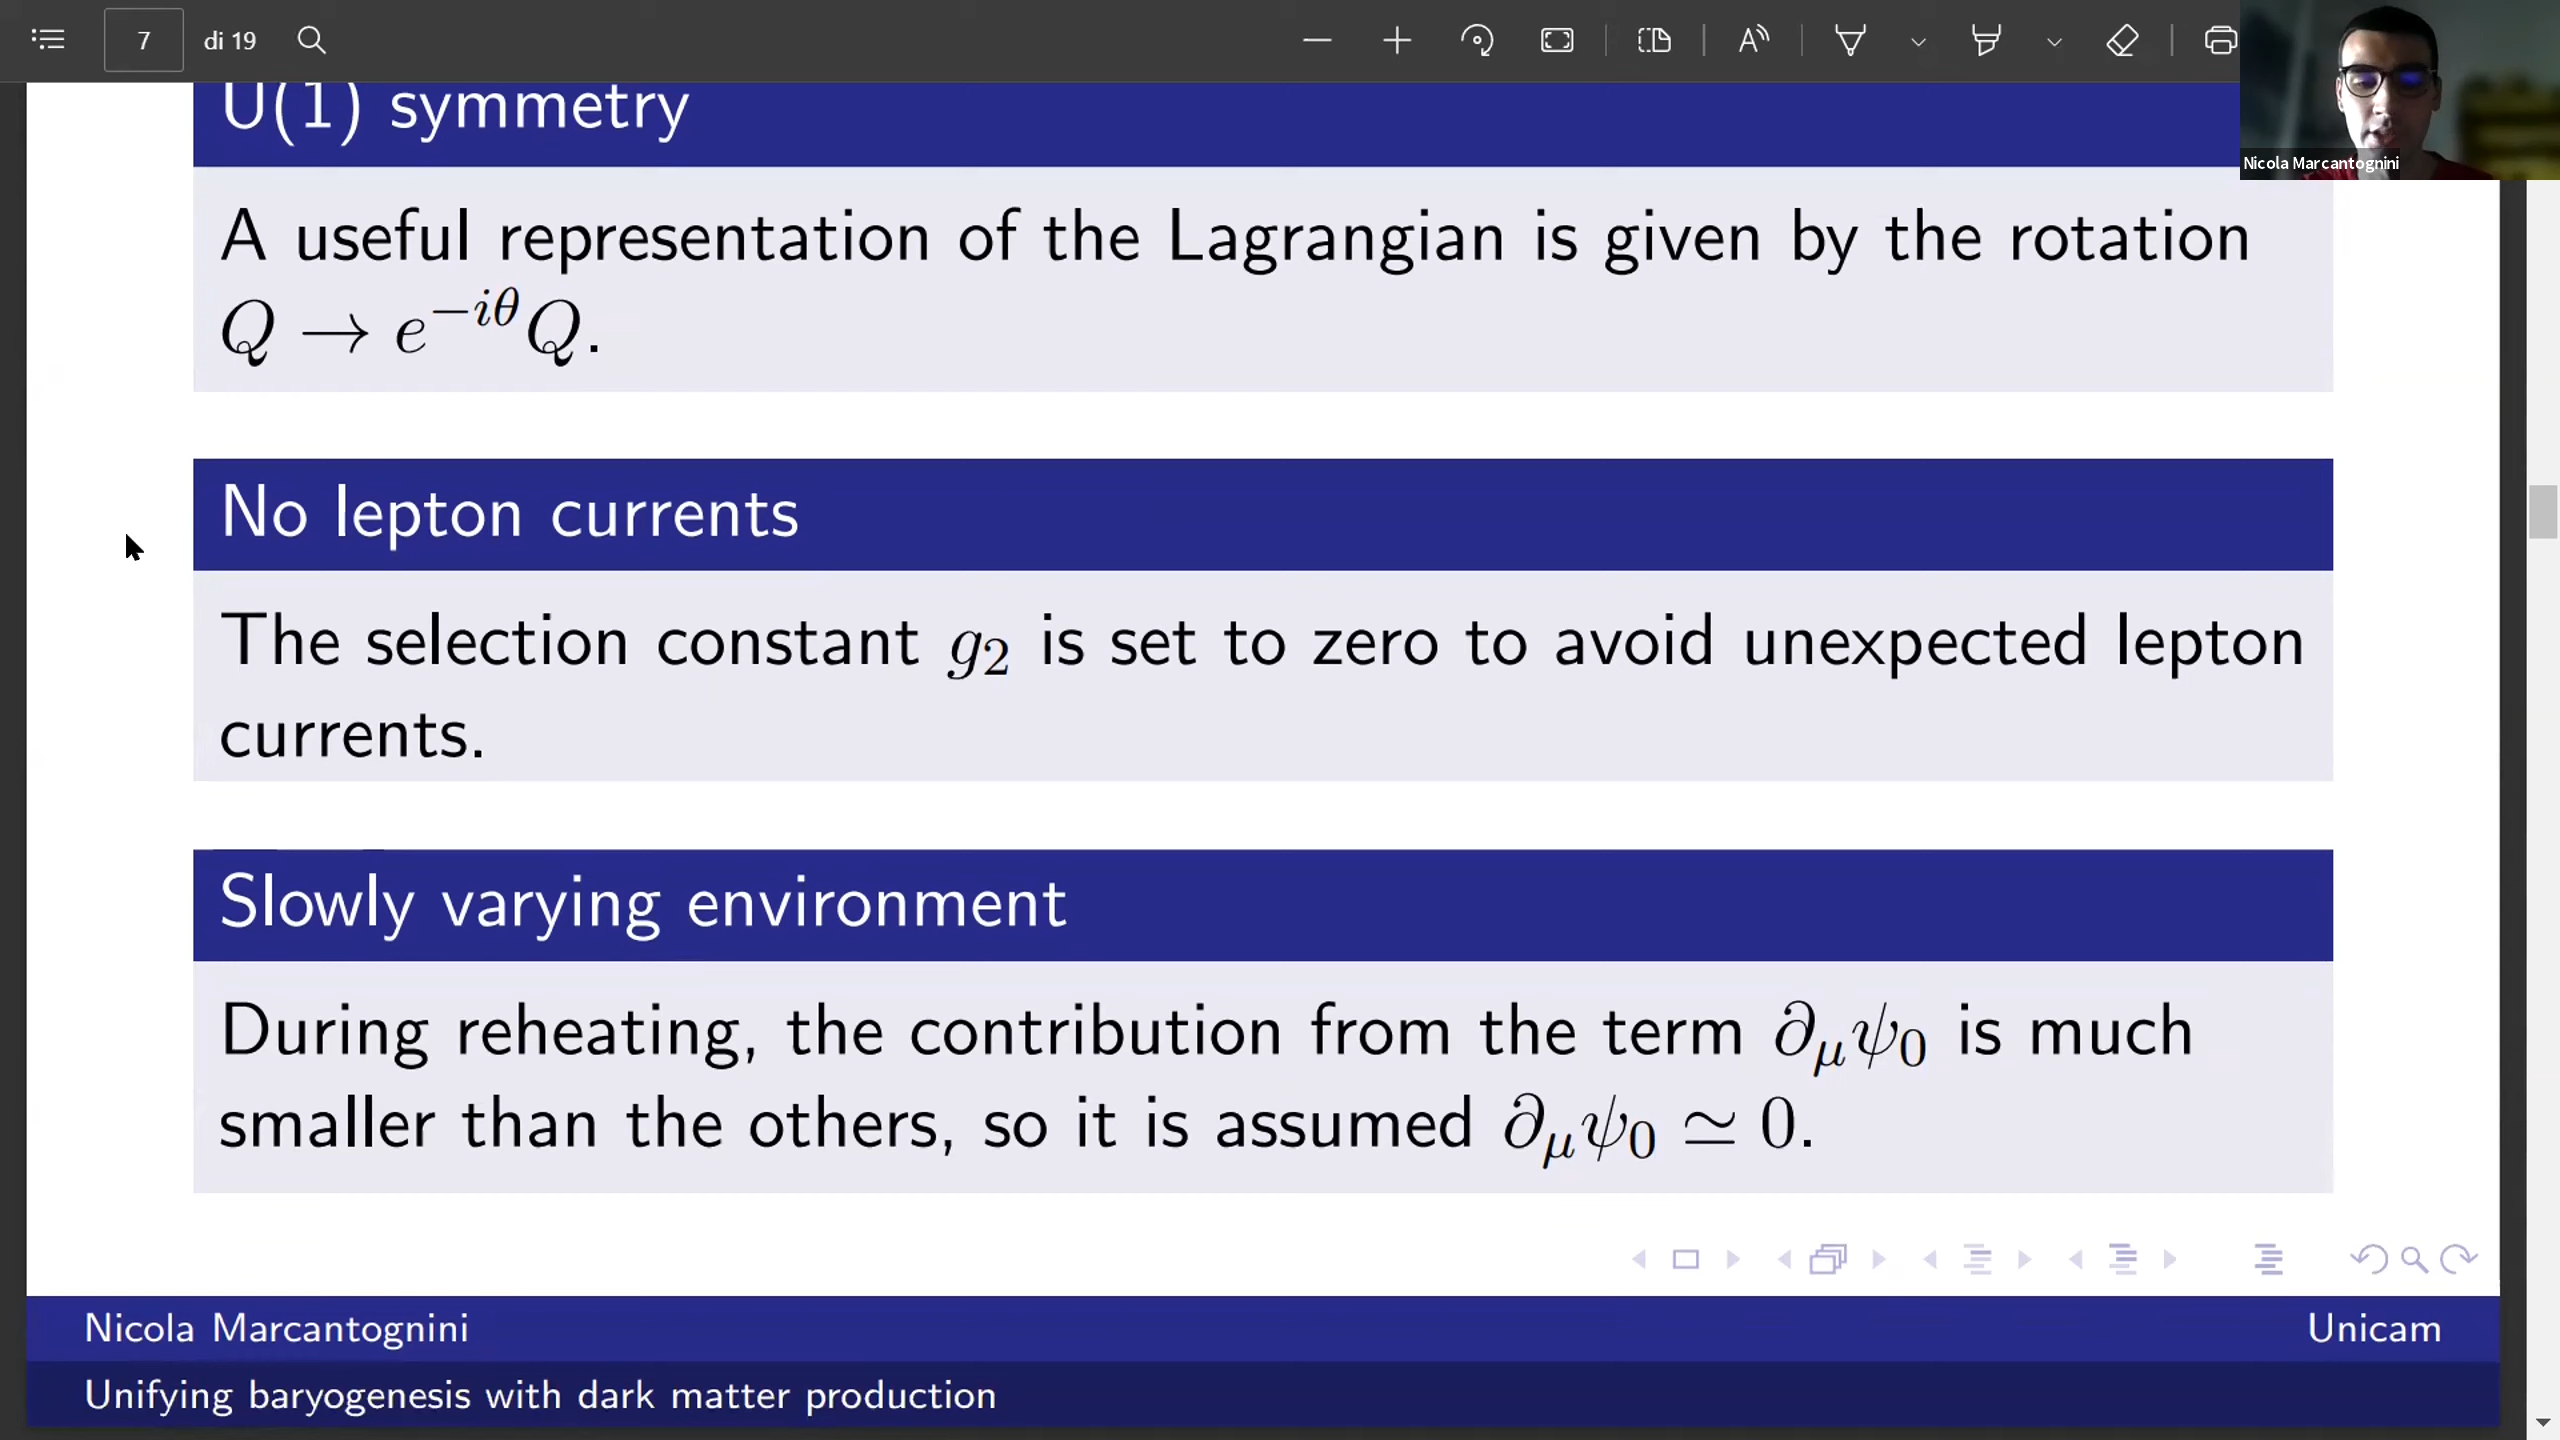 7 di 19
U(1) symmetry
Nicola Marcantognini
A useful representation of the Lagrangian is given by the rotation
Q → e^{−iθ}Q.
No lepton currents
The selection constant g₂ is set to zero to avoid unexpected lepton
currents.
Slowly varying environment
During reheating, the contribution from the term ∂_μψ₀ is much
smaller than the others, so it is assumed ∂_μψ₀ ≃ 0.
Nicola Marcantognini Unicam
Unifying baryogenesis with dark matter production